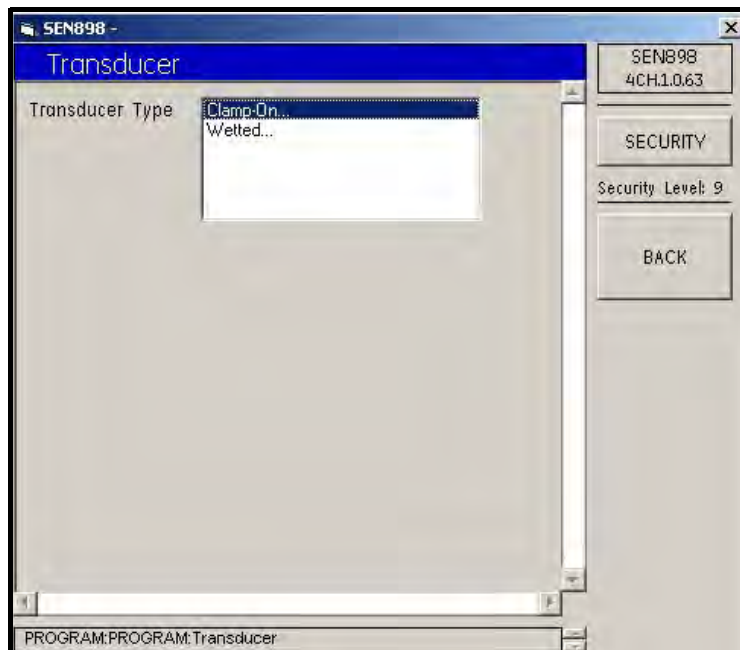 SEN898 -
Transducer
SEN898
4CH.1.0.63
Transducer Type
Clamp-On...
Wetted...
SECURITY
Security Level: 9
BACK
PROGRAM:PROGRAM:Transducer